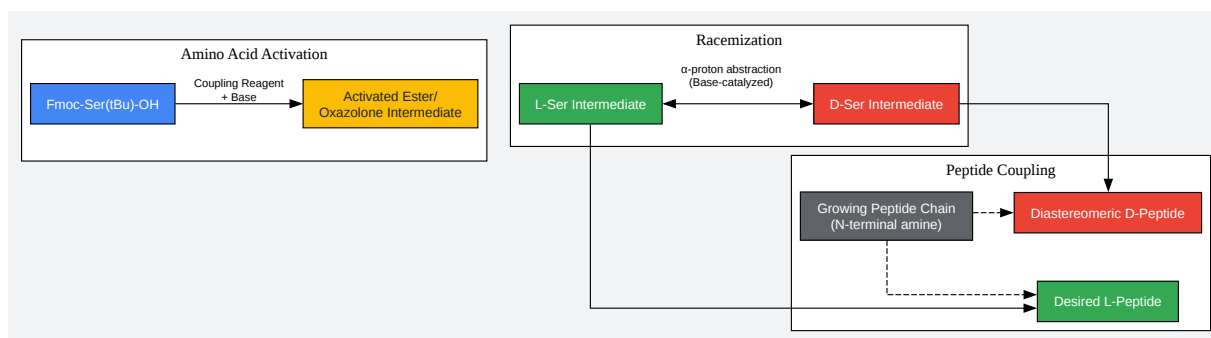 Amino Acid Activation
Fmoc-Ser(tBu)-OH
Coupling Reagent
+ Base
Activated Ester/
Oxazolone Intermediate
Racemization
L-Ser Intermediate
α-proton abstraction
(Base-catalyzed)
D-Ser Intermediate
Peptide Coupling
Growing Peptide Chain
(N-terminal amine)
Diastereomeric D-Peptide
Desired L-Peptide